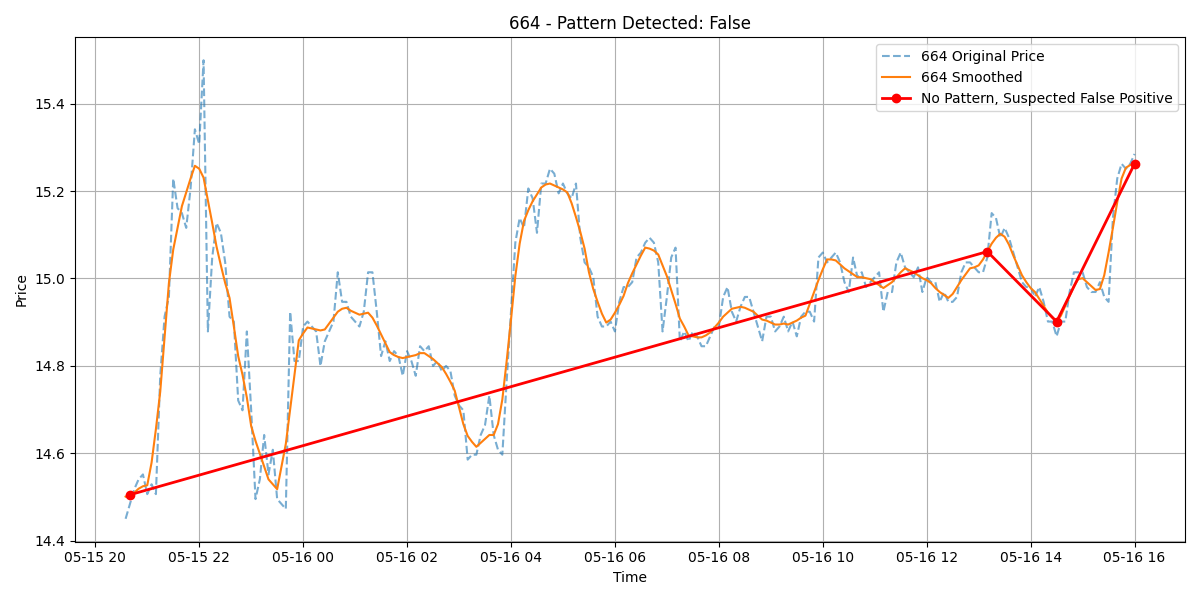 664 - Pattern Detected: False
664 Original Price
664 Smoothed
No Pattern, Suspected False Positive
Price
15.4
15.2
15.0
14.8
14.6
14.4
05-15 20 05-15 22 05-16 00 05-16 02 05-16 04 05-16 06 05-16 08 05-16 10 05-16 12 05-16 14 05-16 16
Time